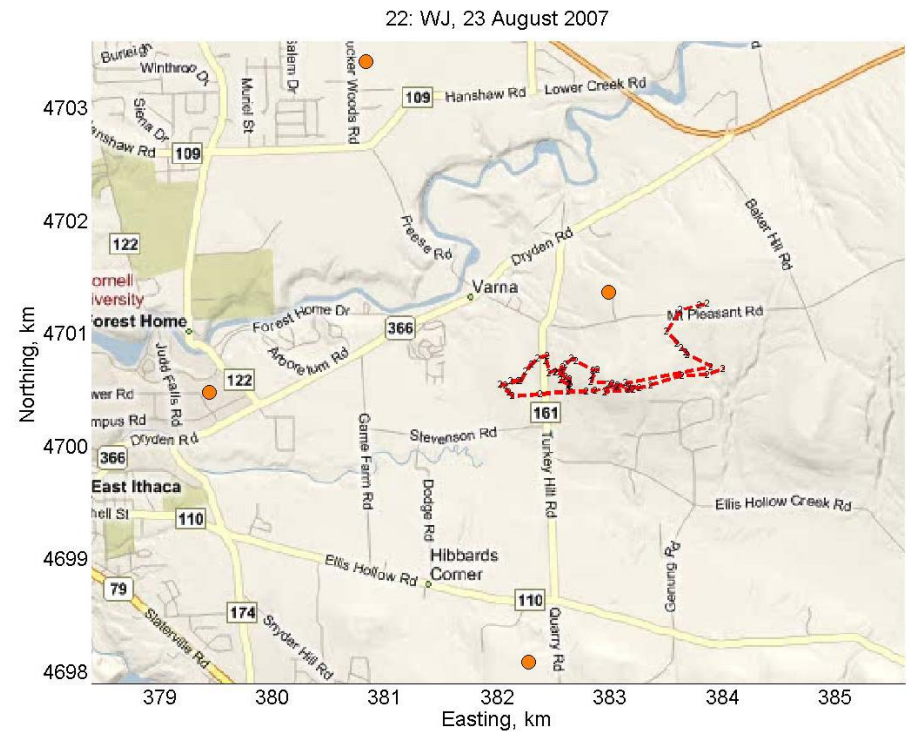 22: WJ, 23 August 2007
Northing, km
4703
4702
4701
4700
4699
4698
Burleigh
Winthrop Dr
Siena Dr
Muriel St
Salem Dr
ucker Woods Rd
109
Hanshaw Rd
Lower Creek Rd
d
anshaw Rd
109
122
Freese Rd
Dryden Rd
Baker Hill Rd
ornell
iversity
Varna
Forest Home
Forest Home Dr
366
Mt Pleasant Rd
Arboretum Rd
Judd Falls Rd
122
wer Rd
mpus Rd
Dryden Rd
366
Game Farm Rd
Stevenson Rd
161
Turkey Hill Rd
East Ithaca
hell St
110
Dodge Rd
Ellis Hollow Creek Rd
Ellis Hollow Rd
Hibbards
Corner
Genung Rd
79
110
174
Slaterville Rd
Snyder Hill Rd
Quarry Rd
379
380
381
382
383
384
385
Easting, km